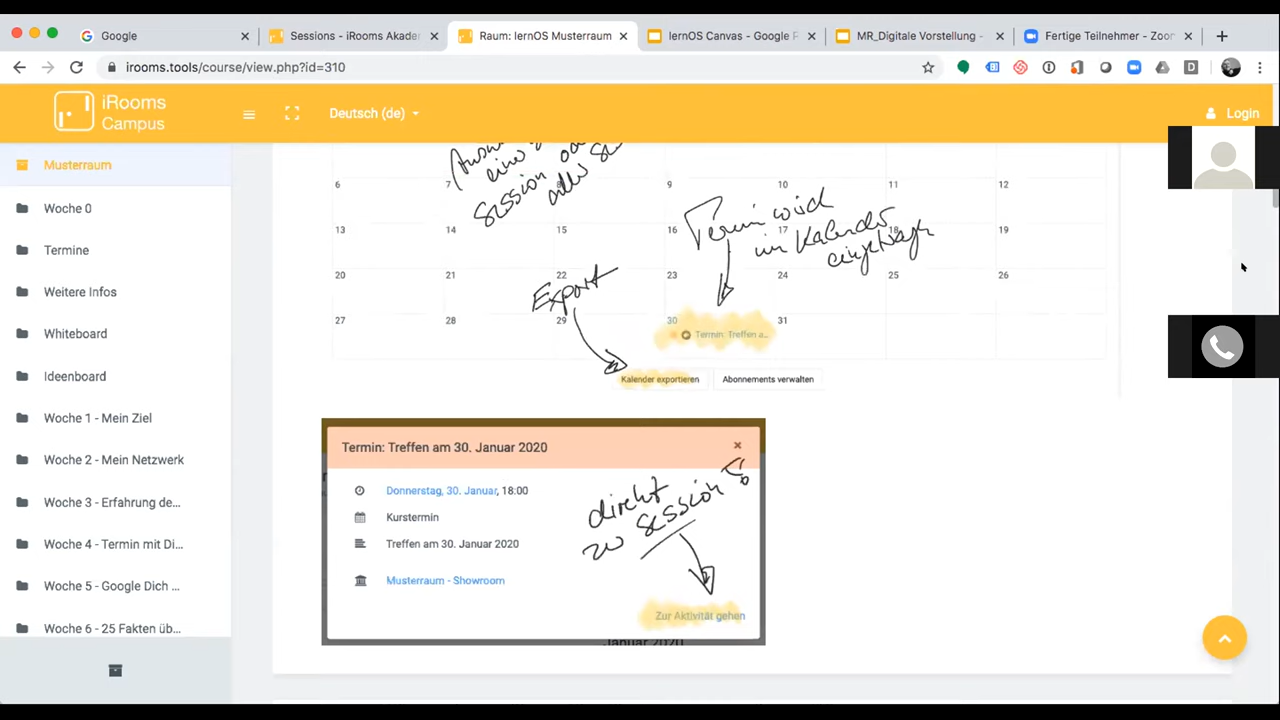 Google
Sessions - iRooms Akade
Raum: lernOS Musterraum
lernOS Canvas - Google P
MR_Digitale Vorstellung -
Fertige Teilnehmer - Zoom
irooms.tools/course/view.php?id=310
iRooms
Campus
Deutsch (de)
Login
Musterraum
Woche 0
Termine
Weitere Infos
Whiteboard
Ideenboard
Woche 1 - Mein Ziel
Woche 2 - Mein Netzwerk
Woche 3 - Erfahrung de...
Woche 4 - Termin mit Di...
Woche 5 - Google Dich ...
Woche 6 - 25 Fakten üb...
eine
Session
alle
6 7 8 9 10 11 12
Termin wird
im Kalender
eingetragen
13 14 15 16 17 18 19
20 21 22 23 24 25 26
Export
27 28 29 30 31
Termin: Treffen a...
Kalender exportieren
Abonnements verwalten
Termin: Treffen am 30. Januar 2020
Donnerstag, 30. Januar, 18:00
Kurstermin
Treffen am 30. Januar 2020
Musterraum - Showroom
direkt
zu Session
Zur Aktivität gehen
Januar 2020